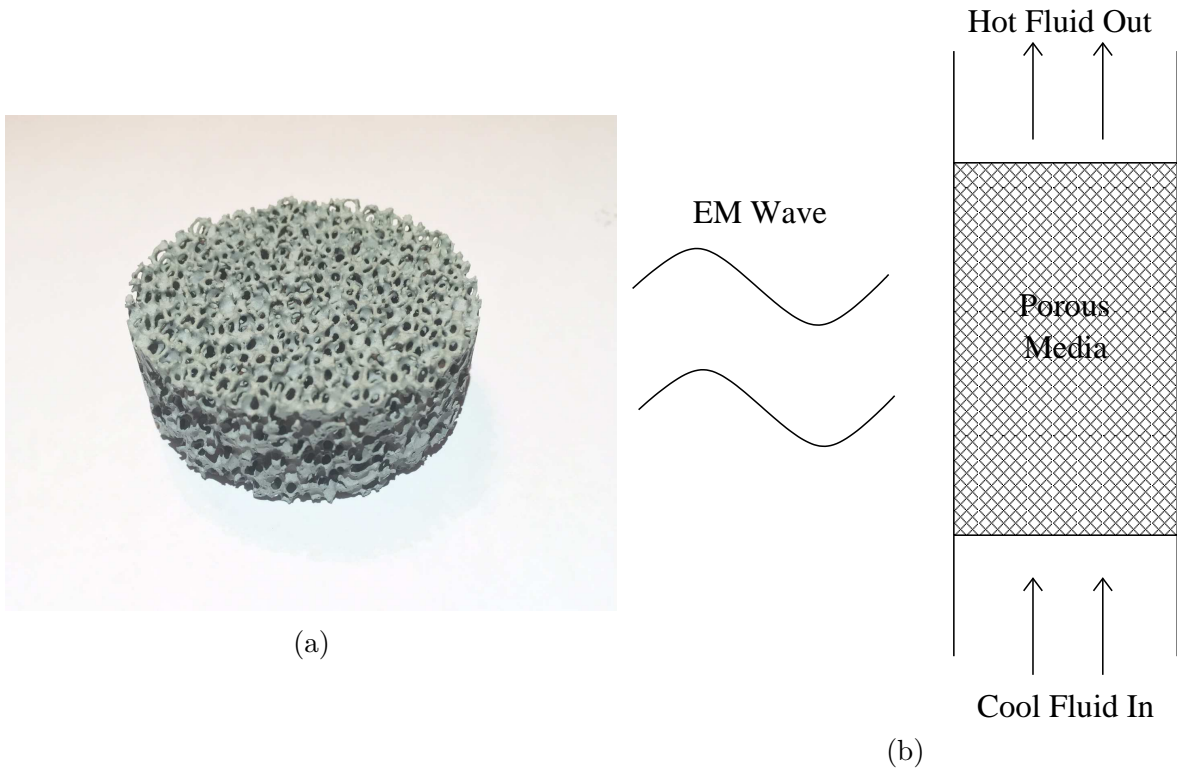 Hot Fluid Out
EM Wave
Porous
Media
Cool Fluid In
(a)
(b)